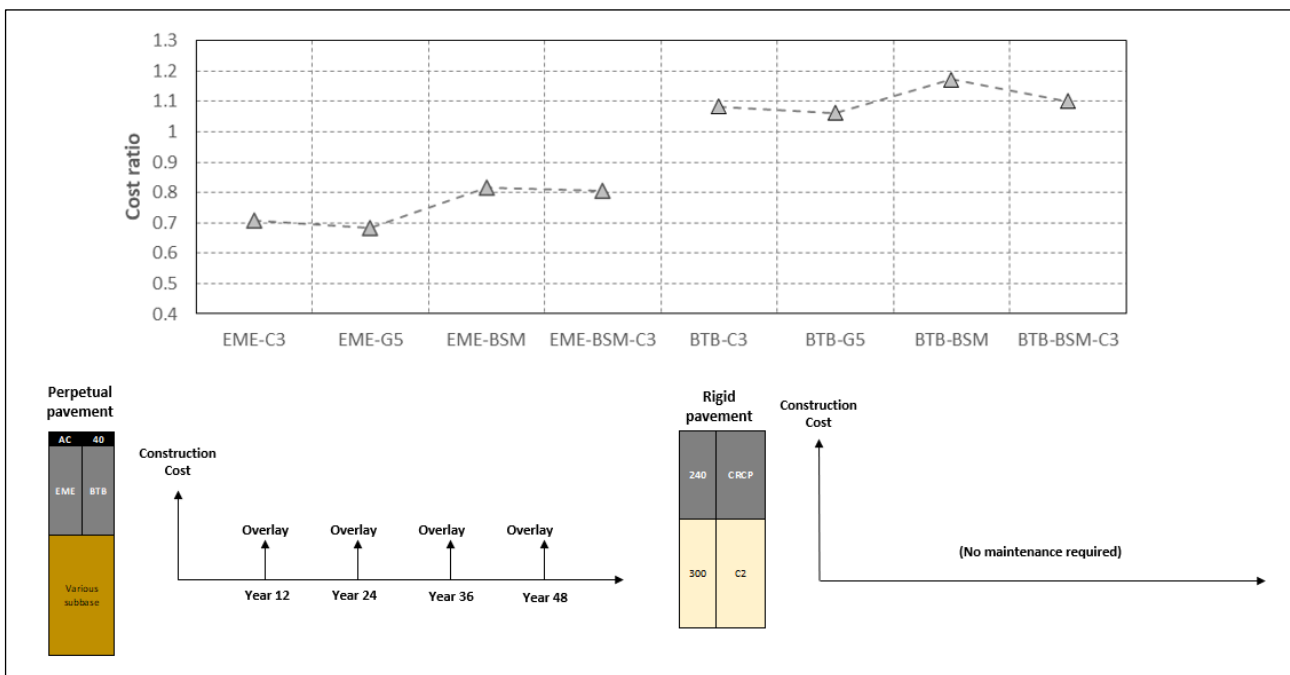 1.3
1.2
1.1
1
0.9
0.8
0.7
0.6
0.5
0.4
Cost ratio
EME-C3 EME-G5 EME-BSM EME-BSM-C3 BTB-C3 BTB-G5 BTB-BSM BTB-BSM-C3
Perpetual
pavement
AC 40
EME BTB
Various
subbase
Construction
Cost
Overlay Overlay Overlay Overlay
Year 12 Year 24 Year 36 Year 48
Rigid
pavement
240 CRCP
300 C2
Construction
Cost
(No maintenance required)